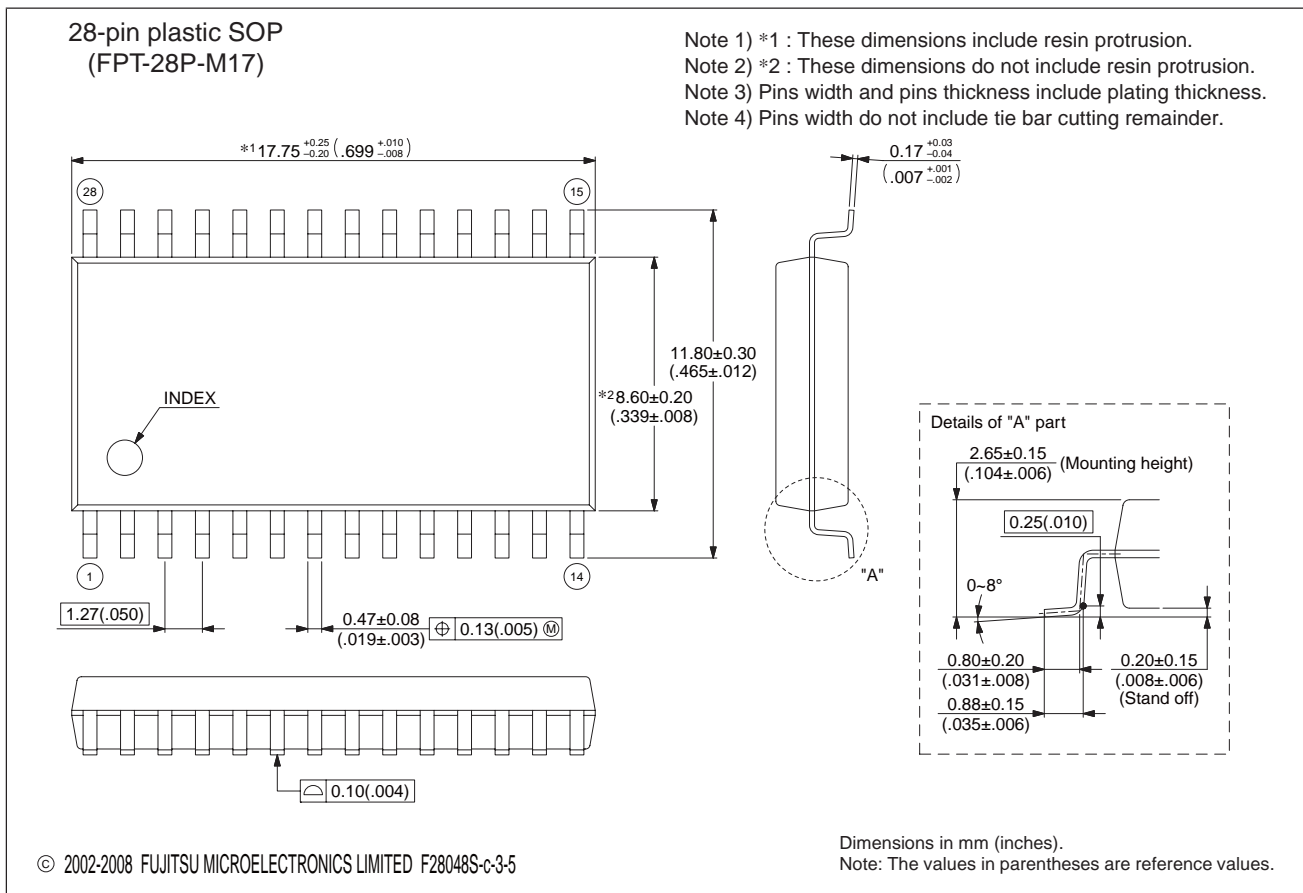 28-pin plastic SOP
(FPT-28P-M17)
Note 1) *1 : These dimensions include resin protrusion.
Note 2) *2 : These dimensions do not include resin protrusion.
Note 3) Pins width and pins thickness include plating thickness.
Note 4) Pins width do not include tie bar cutting remainder.
*1 17.75 +0.25 −0.20 (.699 +.010 −.008)
0.17 +0.03 −0.04
(.007 +.001 −.002)
28
15
11.80±0.30
(.465±.012)
*2 8.60±0.20
(.339±.008)
INDEX
Details of "A" part
2.65±0.15
(.104±.006)
(Mounting height)
0.25(.010)
0~8°
0.80±0.20
(.031±.008)
0.88±0.15
(.035±.006)
0.20±0.15
(.008±.006)
(Stand off)
"A"
1
14
1.27(.050)
0.47±0.08
(.019±.003)
⌖ 0.13(.005) Ⓜ
⌓ 0.10(.004)
© 2002-2008 FUJITSU MICROELECTRONICS LIMITED F28048S-c-3-5
Dimensions in mm (inches).
Note: The values in parentheses are reference values.